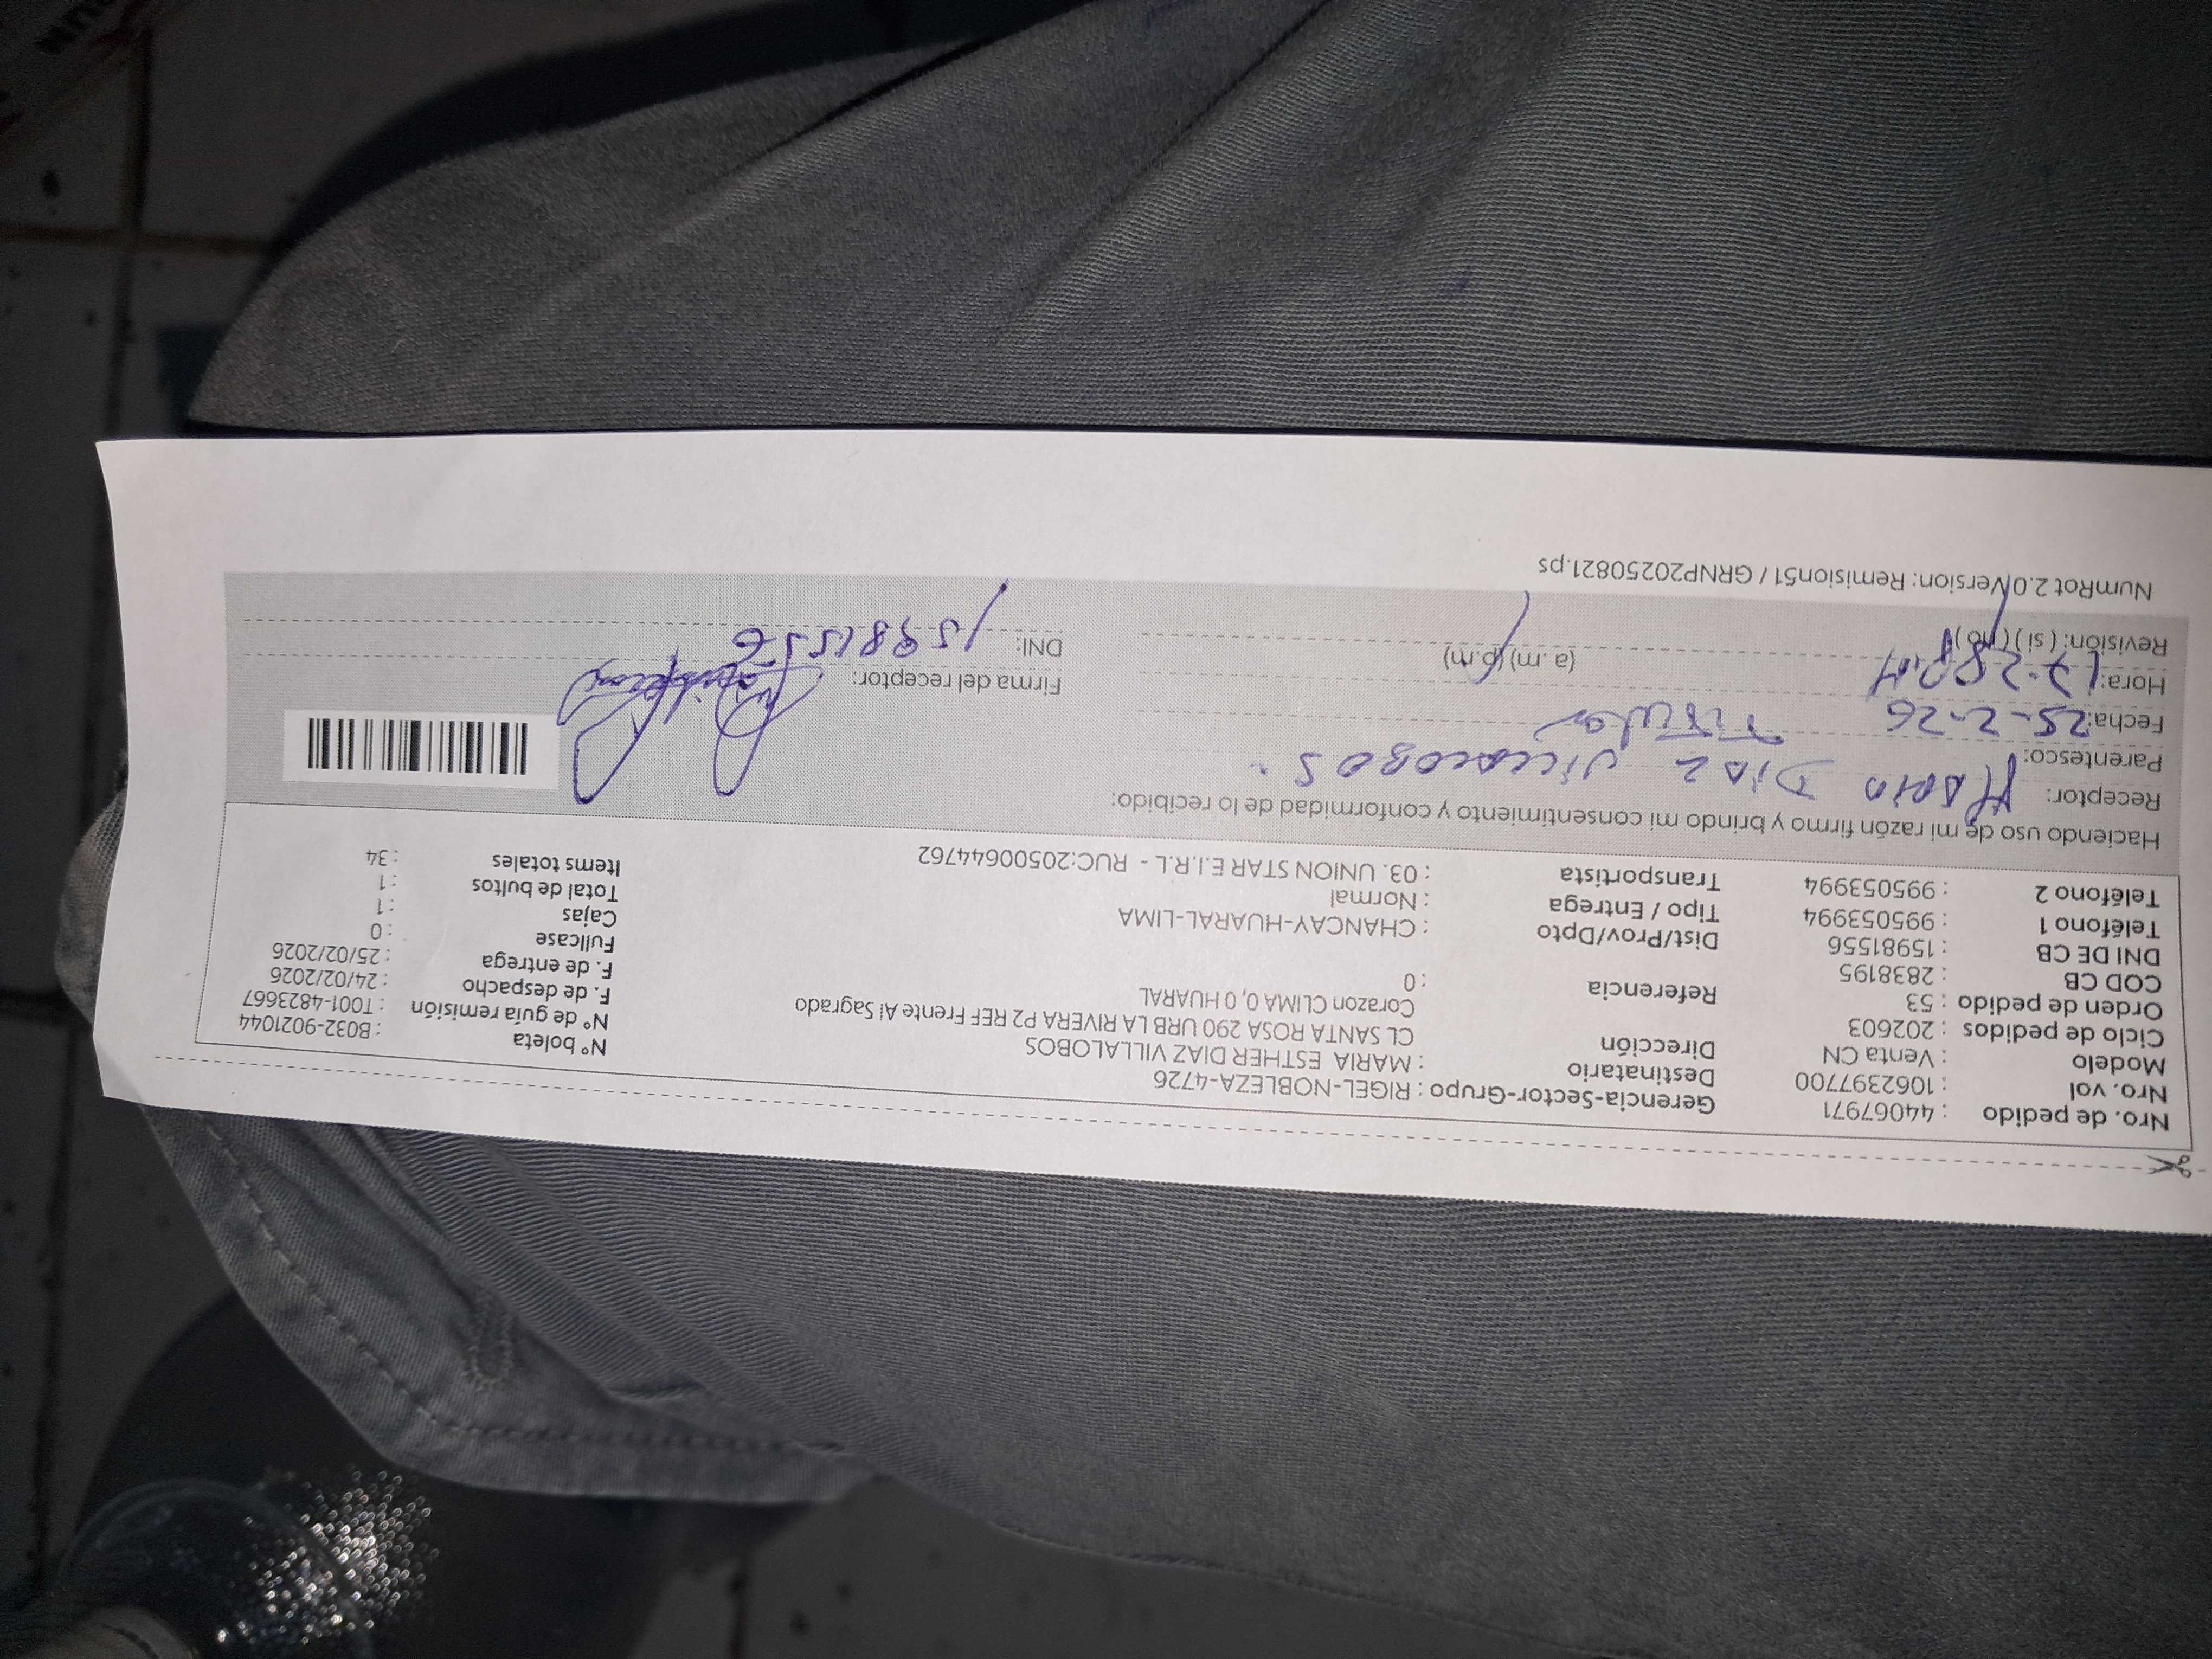 Nro. de pedido : 44067971 Gerencia-Sector-Grupo : RIGEL-NOBLEZA-4726 N° boleta : B032-9021044
Nro. vol : 1062397700 Destinatario : MARIA ESTHER DIAZ VILLALOBOS N° de guía remisión : T001-4823667
Modelo : Venta CN Dirección CL SANTA ROSA 290 URB LA RIVERA P2 REF Frente Al Sagrado F. de despacho : 24/02/2026
Ciclo de pedidos : 202603 Corazon CLIMA 0, 0 HUARAL F. de entrega : 25/02/2026
Orden de pedido : 53 Referencia : 0 Fullcase : 0
COD CB : 2838195 Cajas : 1
DNI DE CB : 15981556 Dist/Prov/Dpto : CHANCAY-HUARAL-LIMA Total de bultos : 1
Teléfono 1 : 995053994 Tipo / Entrega : Normal Items totales : 34
Teléfono 2 : 995053994 Transportista : 03. UNION STAR E.I.R.L - RUC:20500644762
Haciendo uso de mi razón firmo y brindo mi consentimiento y conformidad de lo recibido:
Receptor: MARIA DIAZ VILLALOBOS.
Parentesco: Titular
Fecha: 25-2-26 Firma del receptor:
Hora: (a.m) (p.m) DNI: 15981556
Revisión: (si) (no)
NumRot 2.0 Version: Remision51 / GRNP20250821.ps